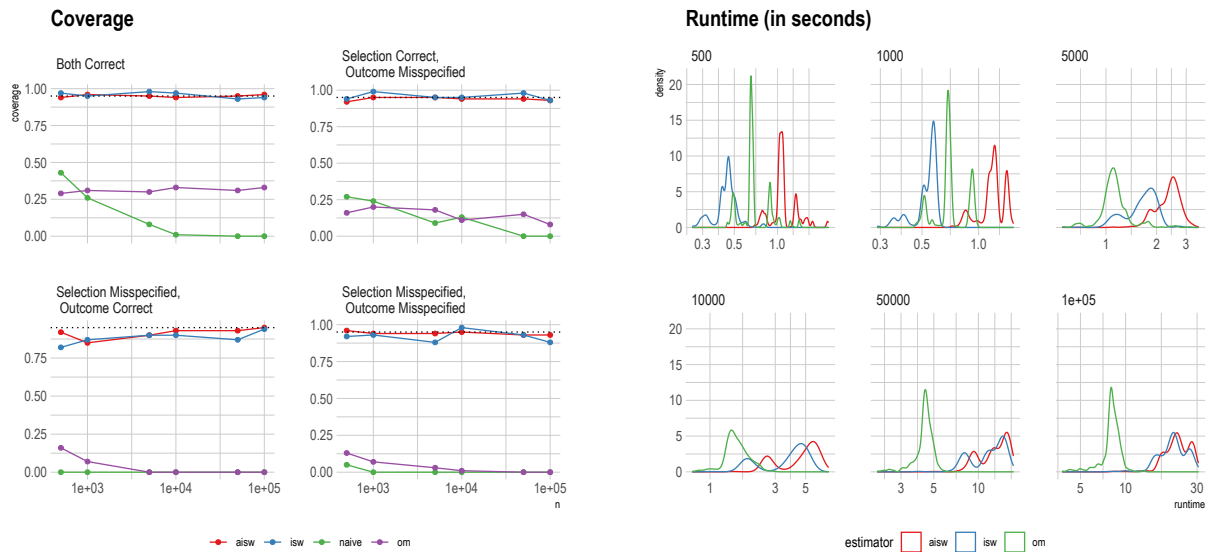 Coverage
Both Correct
Selection Correct,
Outcome Misspecified
coverage
1.00
0.75
0.50
0.25
0.00
1.00
0.75
0.50
0.25
0.00
Selection Misspecified,
Outcome Correct
Selection Misspecified,
Outcome Misspecified
0.75
0.50
0.25
0.00
1.00
0.75
0.50
0.25
0.00
1e+03 1e+04 1e+05
1e+03 1e+04 1e+05
n
aisw isw naive om
Runtime (in seconds)
500 1000 5000
density
20
15
10
5
0
0.3 0.5 1.0
0.3 0.5 1.0
1 2 3
10000 50000 1e+05
20
15
10
5
0
1 3 5
3 5 10
5 10 30
runtime
estimator aisw isw om